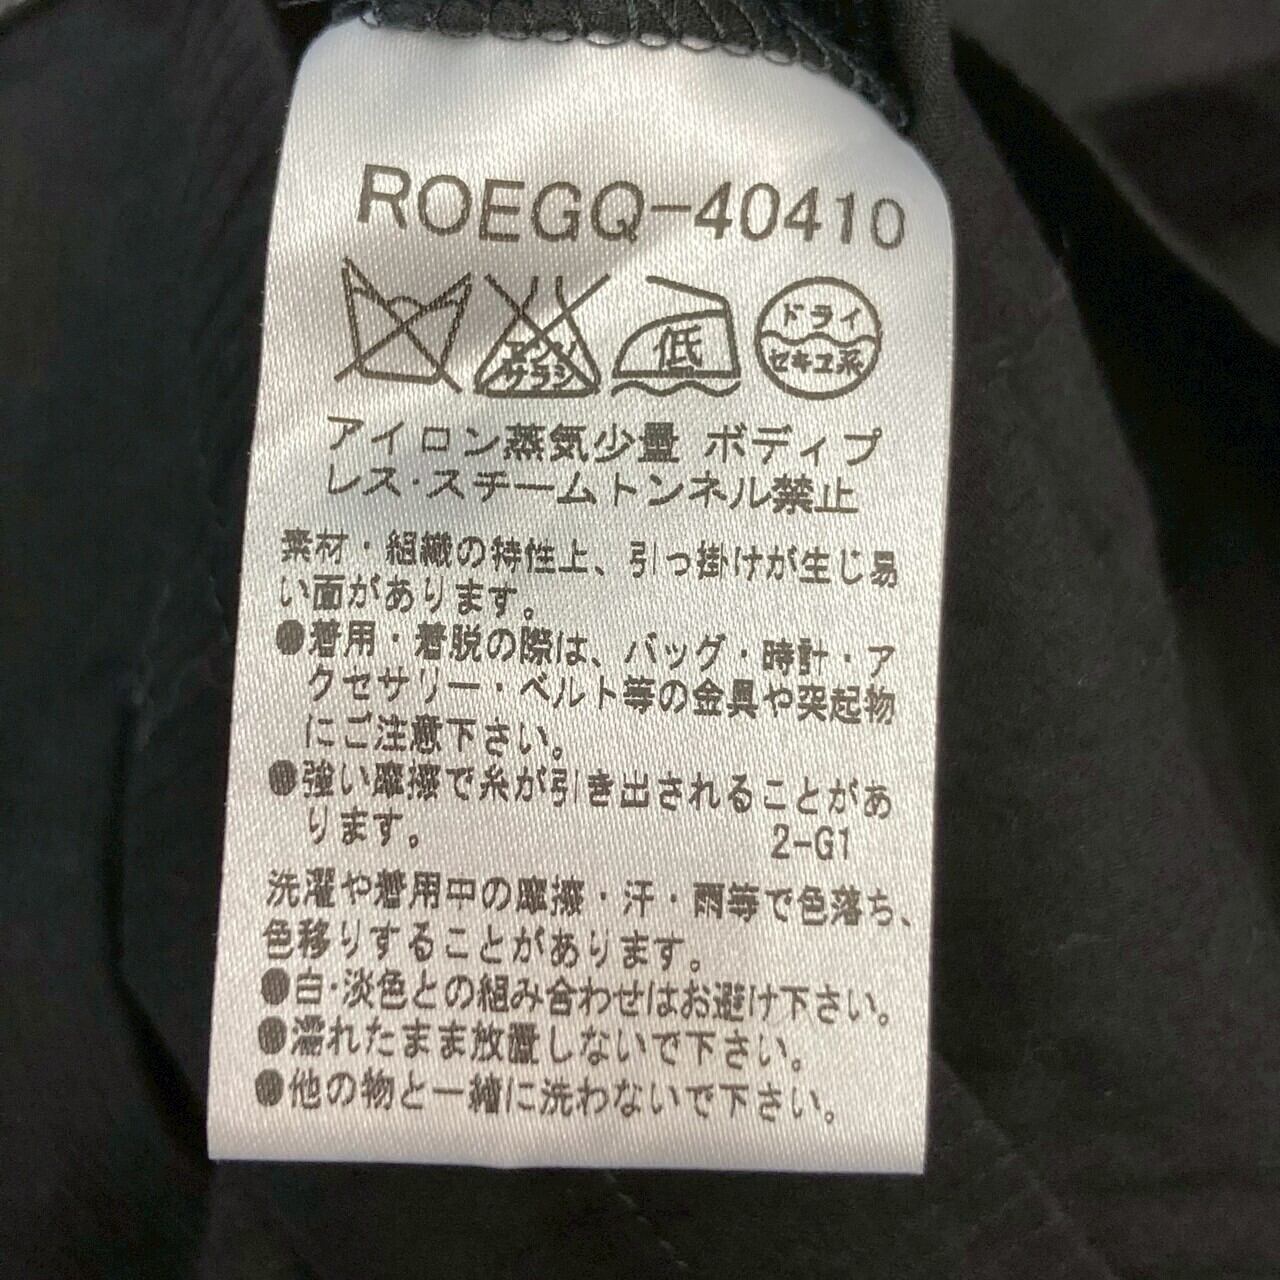 ROEGQ-40410
エンソ サラシ 低 ドライ セキユ系
アイロン蒸気少量 ボディプ
レス・スチームトンネル禁止
素材・組織の特性上、引っ掛けが生じ易
い面があります。
●着用・着脱の際は、バッグ・時計・ア
クセサリー・ベルト等の金具や突起物
にご注意下さい。
●強い摩擦で糸が引き出されることがあ
ります。 2-G1
洗濯や着用中の摩擦・汗・雨等で色落ち、
色移りすることがあります。
●白・淡色との組み合わせはお避け下さい。
●濡れたまま放置しないで下さい。
●他の物と一緒に洗わないで下さい。